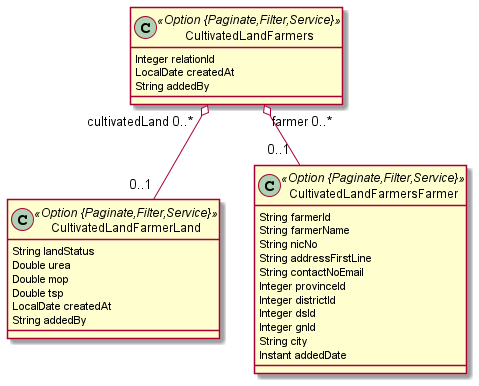 C «Option {Paginate,Filter,Service}»
CultivatedLandFarmers
Integer relationId
LocalDate createdAt
String addedBy
cultivatedLand 0..*
farmer 0..*
0..1
0..1
C «Option {Paginate,Filter,Service}»
CultivatedLandFarmerLand
String landStatus
Double urea
Double mop
Double tsp
LocalDate createdAt
String addedBy
C «Option {Paginate,Filter,Service}»
CultivatedLandFarmersFarmer
String farmerId
String farmerName
String nicNo
String addressFirstLine
String contactNoEmail
Integer provinceId
Integer districtId
Integer dsId
Integer gnId
String city
Instant addedDate